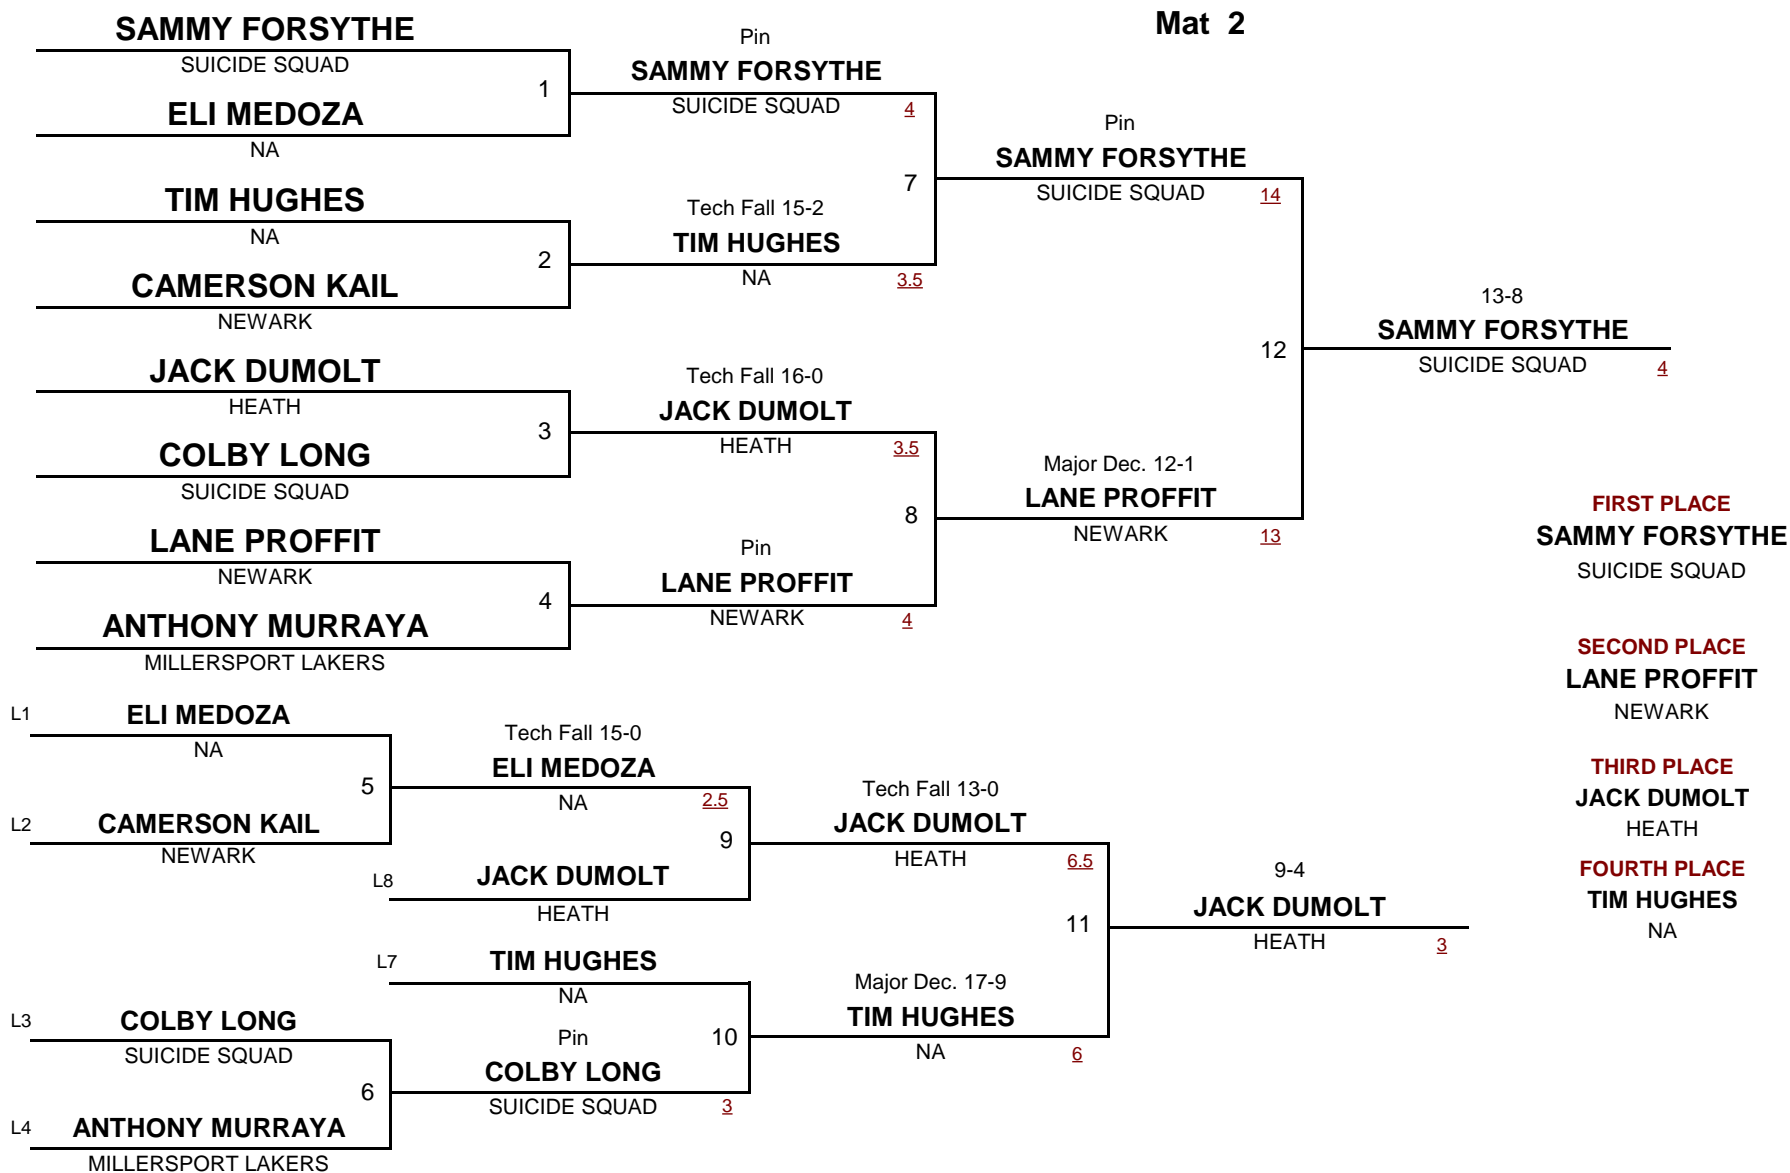 Mat 2
SAMMY FORSYTHE
SUICIDE SQUAD
1
ELI MEDOZA
NA
TIM HUGHES
NA
2
CAMERSON KAIL
NEWARK
JACK DUMOLT
HEATH
3
COLBY LONG
SUICIDE SQUAD
LANE PROFFIT
NEWARK
4
ANTHONY MURRAYA
MILLERSPORT LAKERS
Pin
SAMMY FORSYTHE
SUICIDE SQUAD 4
7
Tech Fall 15-2
TIM HUGHES
NA 3.5
Tech Fall 16-0
JACK DUMOLT
HEATH 3.5
8
Pin
LANE PROFFIT
NEWARK 4
Pin
SAMMY FORSYTHE
SUICIDE SQUAD 14
12
Major Dec. 12-1
LANE PROFFIT
NEWARK 13
13-8
SAMMY FORSYTHE
SUICIDE SQUAD 4
FIRST PLACE
SAMMY FORSYTHE
SUICIDE SQUAD
SECOND PLACE
LANE PROFFIT
NEWARK
THIRD PLACE
JACK DUMOLT
HEATH
FOURTH PLACE
TIM HUGHES
NA
L1 ELI MEDOZA
NA
5
L2 CAMERSON KAIL
NEWARK
L3 COLBY LONG
SUICIDE SQUAD
6
L4 ANTHONY MURRAYA
MILLERSPORT LAKERS
Tech Fall 15-0
ELI MEDOZA
NA 2.5
9
L8 JACK DUMOLT
HEATH
L7 TIM HUGHES
NA
10
Pin
COLBY LONG
SUICIDE SQUAD 3
Tech Fall 13-0
JACK DUMOLT
HEATH 6.5
11
Major Dec. 17-9
TIM HUGHES
NA 6
9-4
JACK DUMOLT
HEATH 3